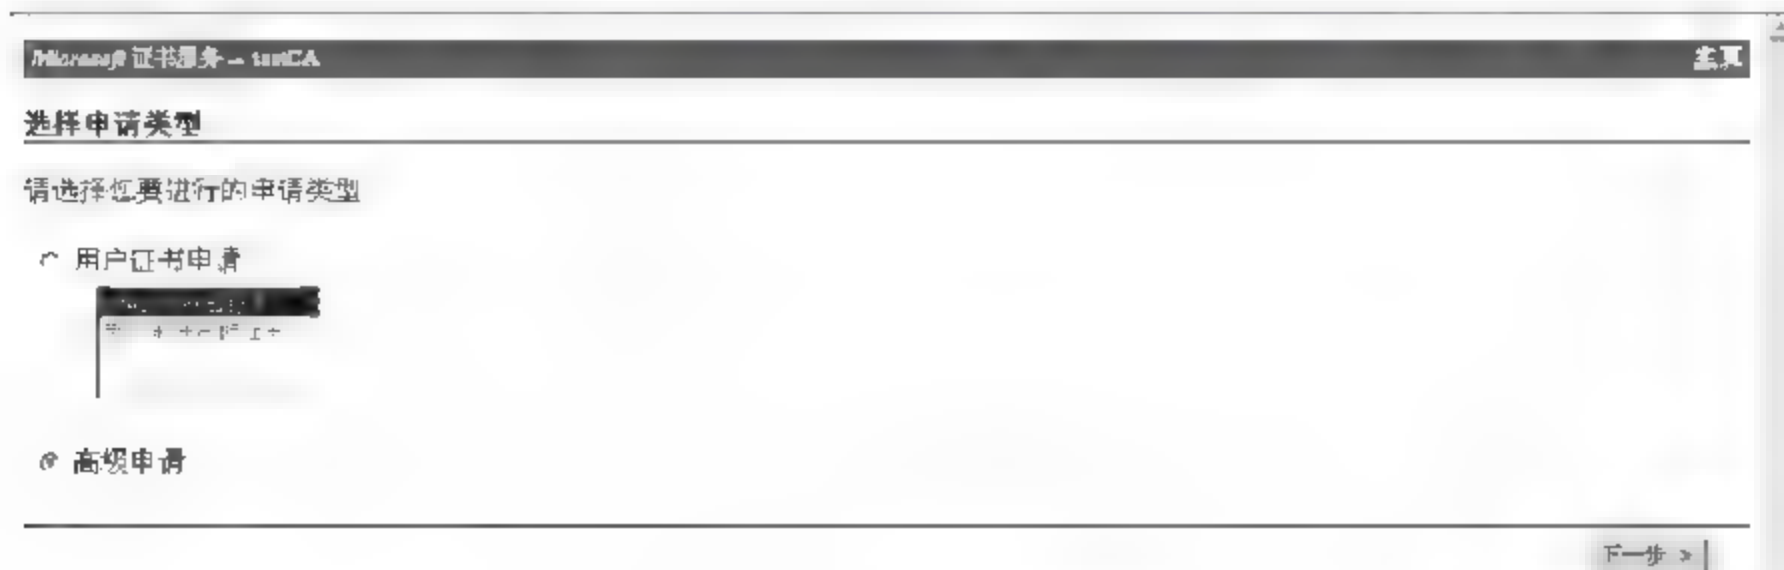 Microsoft 证书服务 -- testCA 主页
选择申请类型
请选择您要进行的申请类型
用户证书申请
高级申请
下一步 >